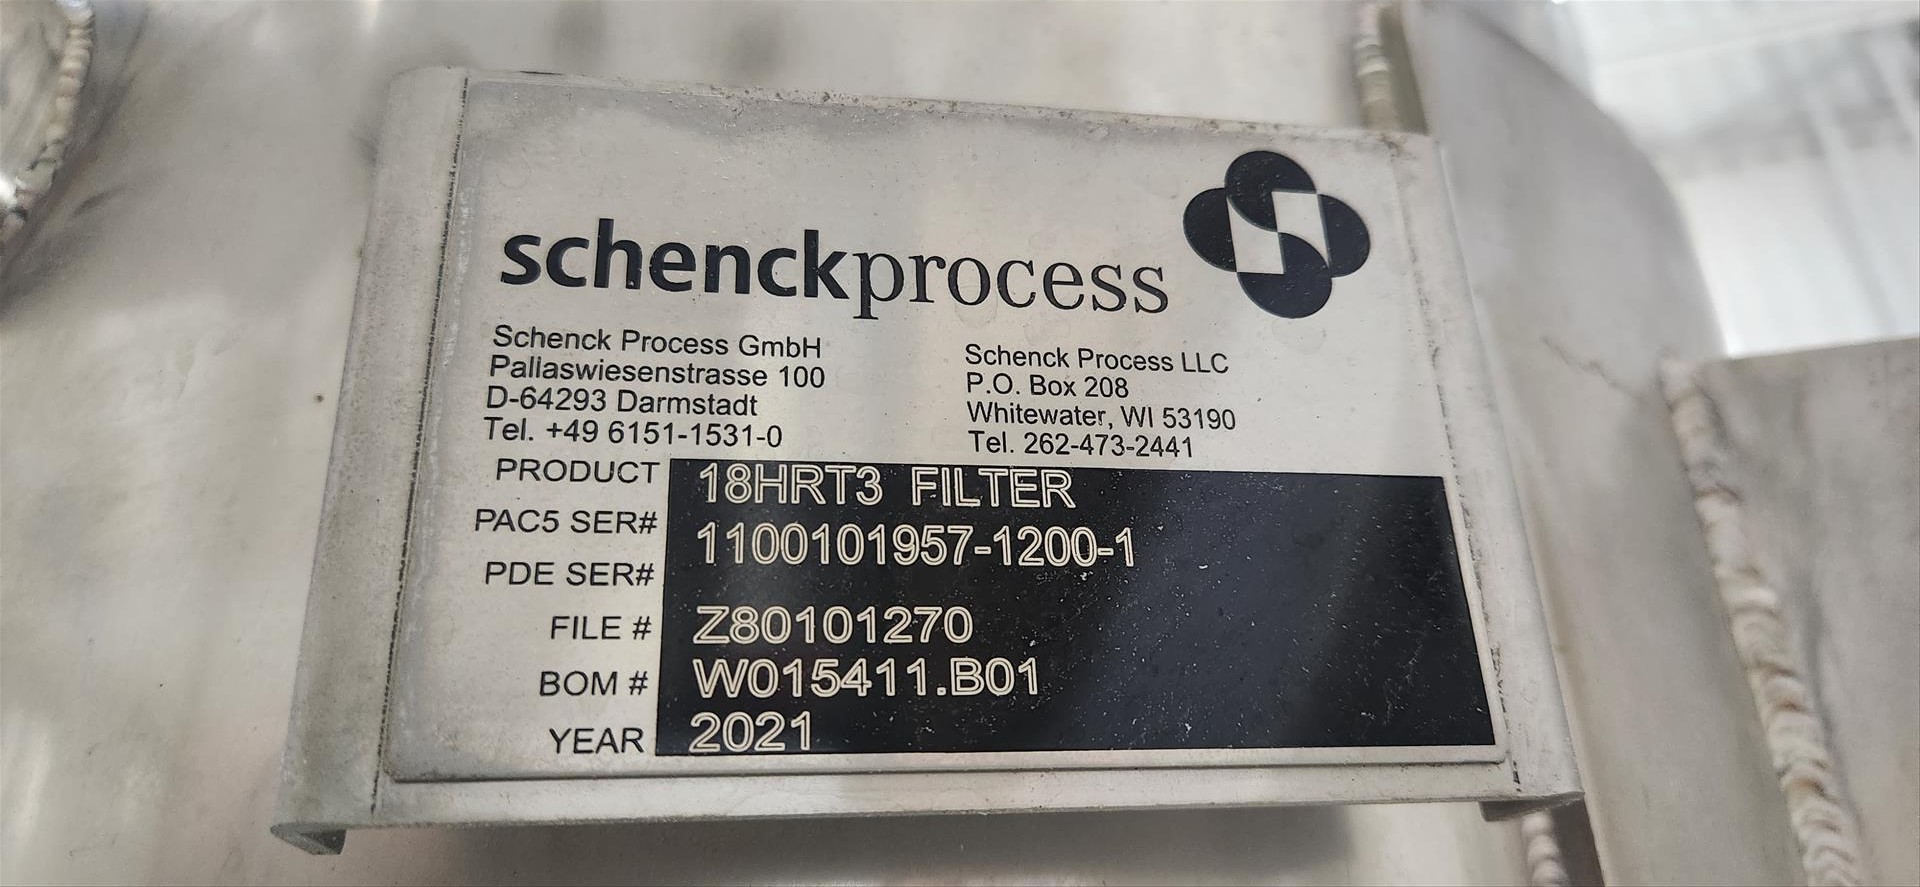 schenckprocess
Schenck Process GmbH
Pallaswiesenstrasse 100
D-64293 Darmstadt
Tel. +49 6151-1531-0
Schenck Process LLC
P.O. Box 208
Whitewater, WI 53190
Tel. 262-473-2441
PRODUCT 18HRT3 FILTER
PAC5 SER# 1100101957-1200-1
PDE SER#
FILE # Z80101270
BOM # W015411.B01
YEAR 2021